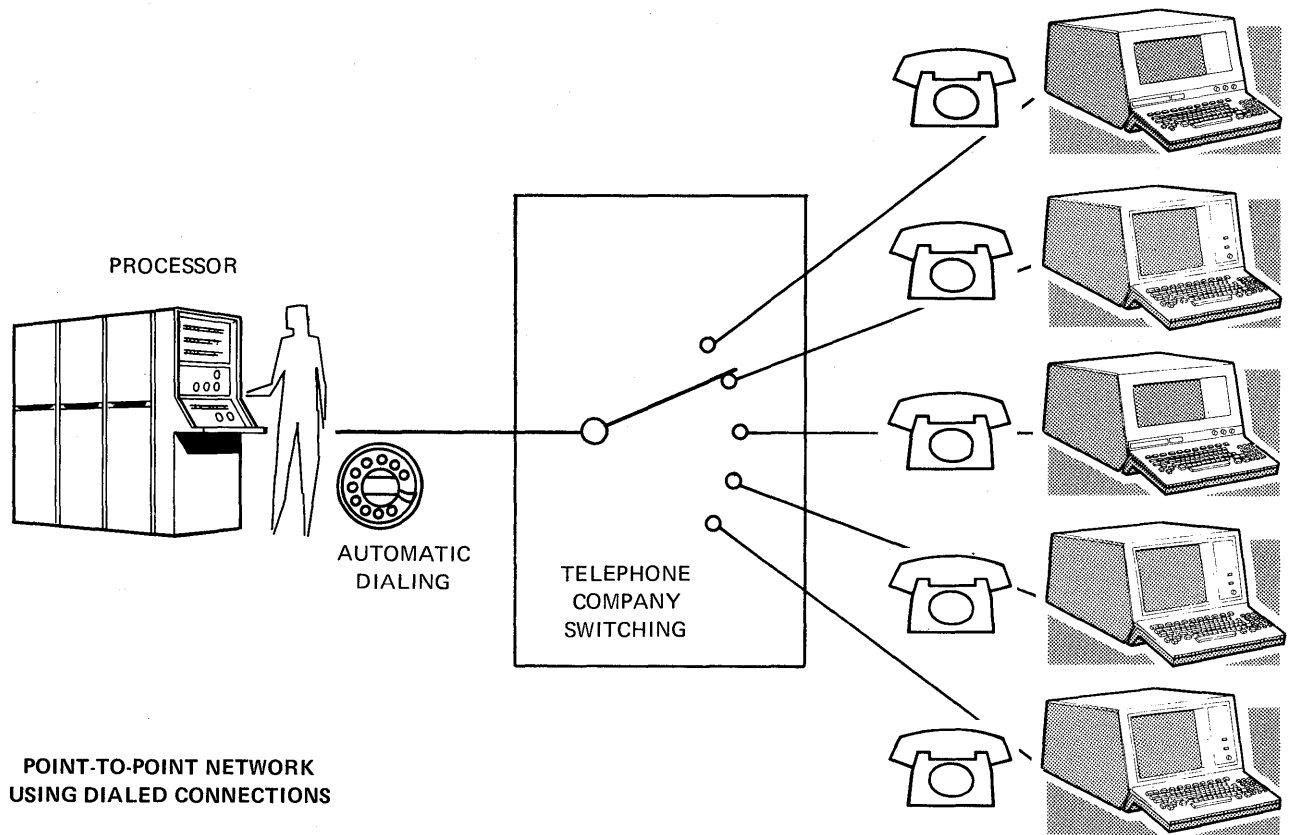 PROCESSOR
AUTOMATIC
DIALING
TELEPHONE
COMPANY
SWITCHING
POINT-TO-POINT NETWORK
USING DIALED CONNECTIONS